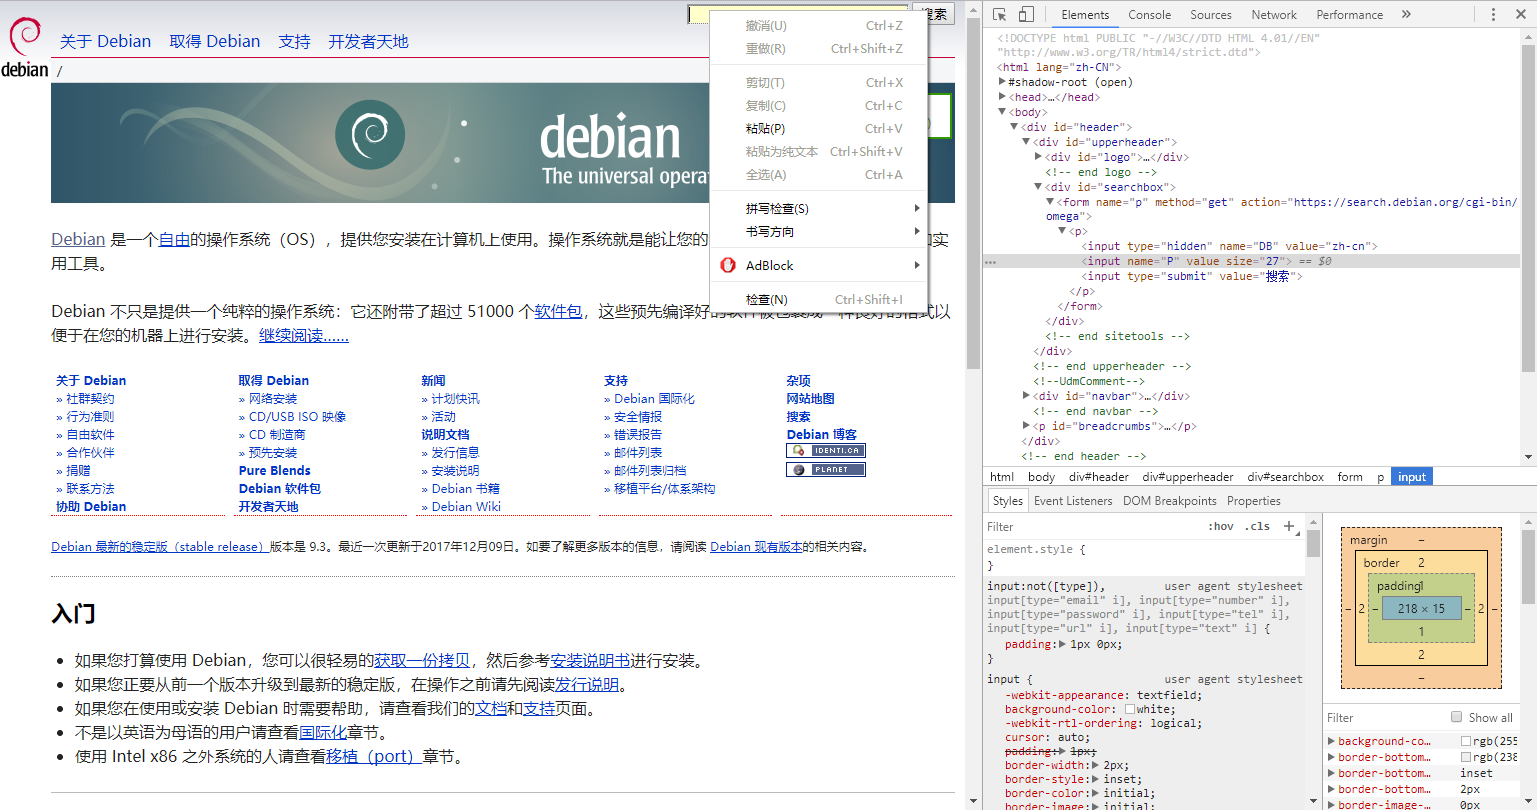 搜索
debian
关于 Debian 取得 Debian 支持 开发者天地
/
debian
The universal opera
撤消(U) Ctrl+Z
重做(R) Ctrl+Shift+Z
剪切(T) Ctrl+X
复制(C) Ctrl+C
粘贴(P) Ctrl+V
粘贴为纯文本 Ctrl+Shift+V
全选(A) Ctrl+A
拼写检查(S)
书写方向
AdBlock
检查(N) Ctrl+Shift+I
Debian 是一个自由的操作系统（OS），提供您安装在计算机上使用。操作系统就是能让您的
和实
用工具。
Debian 不只是提供一个纯粹的操作系统：它还附带了超过 51000 个软件包，这些预先编译好的软件被包装成一种良好的格式以
便于在您的机器上进行安装。继续阅读……
关于 Debian
» 社群契约
» 行为准则
» 自由软件
» 合作伙伴
» 捐赠
» 联系方法
协助 Debian
取得 Debian
» 网络安装
» CD/USB ISO 映像
» CD 制造商
» 预先安装
Pure Blends
Debian 软件包
开发者天地
新闻
» 计划快讯
» 活动
说明文档
» 发行信息
» 安装说明
» Debian 书籍
» Debian Wiki
支持
» Debian 国际化
» 安全情报
» 错误报告
» 邮件列表
» 邮件列表归档
» 移植平台/体系架构
杂项
网站地图
搜索
Debian 博客
IDENTI.CA
PLANET
Debian 最新的稳定版（stable release）版本是 9.3。最近一次更新于2017年12月09日。如要了解更多版本的信息，请阅读 Debian 现有版本的相关内容。
入门
• 如果您打算使用 Debian，您可以很轻易的获取一份拷贝，然后参考安装说明书进行安装。
• 如果您正要从前一个版本升级到最新的稳定版，在操作之前请先阅读发行说明。
• 如果您在使用或安装 Debian 时需要帮助，请查看我们的文档和支持页面。
• 不是以英语为母语的用户请查看国际化章节。
• 使用 Intel x86 之外系统的人请查看移植（port）章节。
Elements Console Sources Network Performance »
<!DOCTYPE html PUBLIC "-//W3C//DTD HTML 4.01//EN"
"http://www.w3.org/TR/html4/strict.dtd">
<html lang="zh-CN">
▶#shadow-root (open)
▶<head>…</head>
▼<body>
▼<div id="header">
▼<div id="upperheader">
▶<div id="logo">…</div>
<!-- end logo -->
▼<div id="searchbox">
▼<form name="p" method="get" action="https://search.debian.org/cgi-bin/
omega">
▼<p>
<input type="hidden" name="DB" value="zh-cn">
… <input name="P" value size="27"> == $0
<input type="submit" value="搜索">
</p>
</form>
</div>
<!-- end sitetools -->
</div>
<!-- end upperheader -->
<!--UdmComment-->
▶<div id="navbar">…</div>
<!-- end navbar -->
▶<p id="breadcrumbs">…</p>
</div>
<!-- end header -->
html body div#header div#upperheader div#searchbox form p input
Styles Event Listeners DOM Breakpoints Properties
Filter :hov .cls +
element.style {
}
input:not([type]), user agent stylesheet
input[type="email" i], input[type="number" i],
input[type="password" i], input[type="tel" i],
input[type="url" i], input[type="text" i] {
padding:▶1px 0px;
}
input { user agent stylesheet
-webkit-appearance: textfield;
background-color: white;
-webkit-rtl-ordering: logical;
cursor: auto;
padding:▶1px;
border-width:▶2px;
border-style:▶inset;
border-color:▶initial;
border-image:▶initial;
margin –
border 2
padding1
– 2 – 218 × 15 – 2 –
1
2
–
Filter Show all
▶background-co… rgb(255
▶border-bottom… rgb(238
▶border-bottom… inset
▶border-bottom… 2px
▶border-image-… 0px